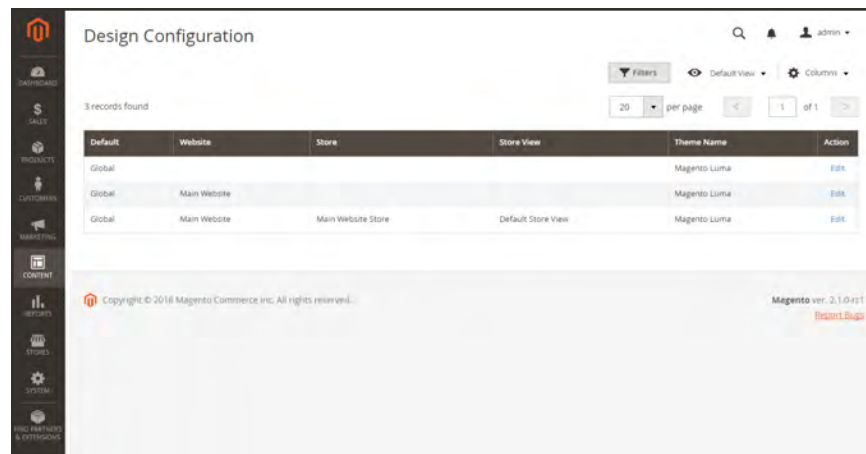 Design Configuration
admin
DASHBOARD
Filters
Default View
Columns
SALES
3 records found
20
per page
1
of 1
PRODUCTS
Default Website Store Store View Theme Name Action
Global Magento Luma Edit
CUSTOMERS
Global Main Website Magento Luma Edit
Global Main Website Main Website Store Default Store View Magento Luma Edit
MARKETING
CONTENT
Copyright © 2016 Magento Commerce Inc. All rights reserved.
Magento ver. 2.1.0-rc1
REPORTS
Report Bugs
STORES
SYSTEM
FIND PARTNERS
& EXTENSIONS